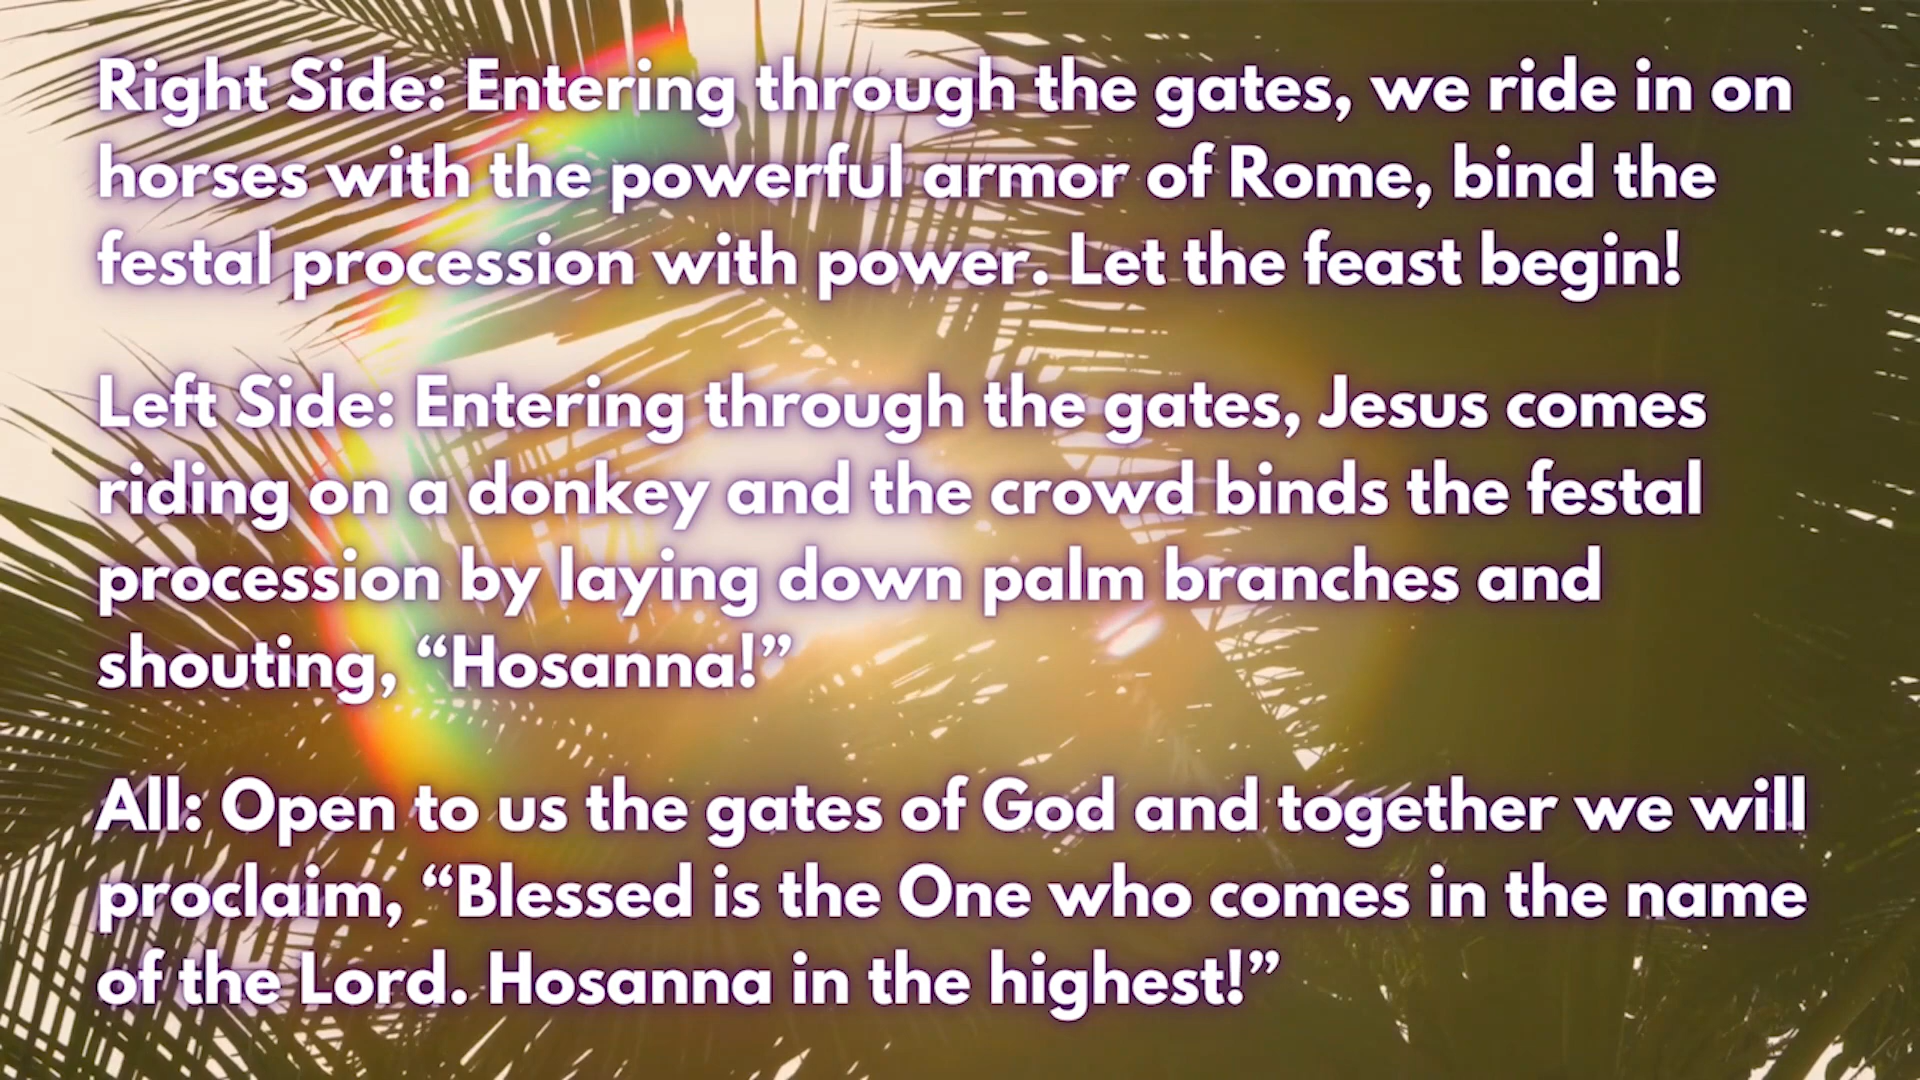 Right Side: Entering through the gates, we ride in on
horses with the powerful armor of Rome, bind the
festal procession with power. Let the feast begin!
Left Side: Entering through the gates, Jesus comes
riding on a donkey and the crowd binds the festal
procession by laying down palm branches and
shouting, “Hosanna!”
All: Open to us the gates of God and together we will
proclaim, “Blessed is the One who comes in the name
of the Lord. Hosanna in the highest!”